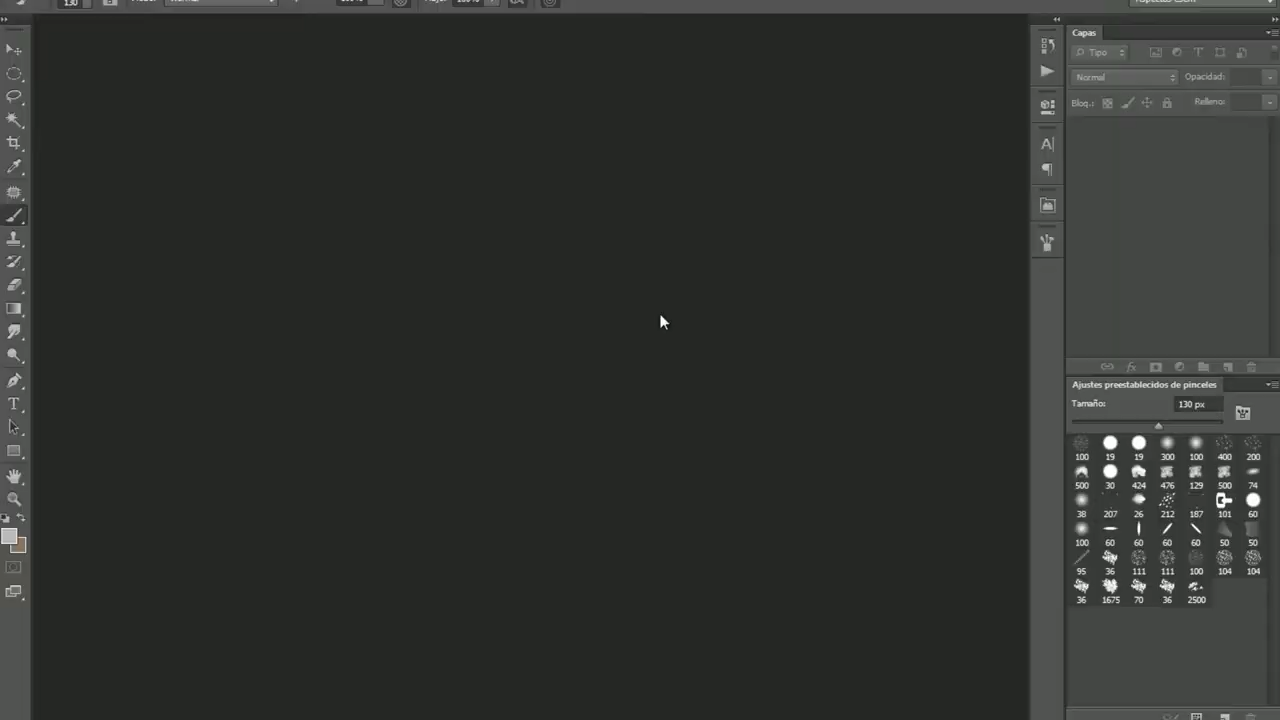 130
Capas
Tipo
Normal Opacidad:
Bloq.: Relleno:
Ajustes preestablecidos de pinceles
Tamaño: 130 px
100 19 19 300 100 400 200
500 30 424 476 129 500 74
38 207 26 212 187 101 60
100 60 60 60 60 50 50
95 36 111 111 100 104 104
36 1675 70 36 2500